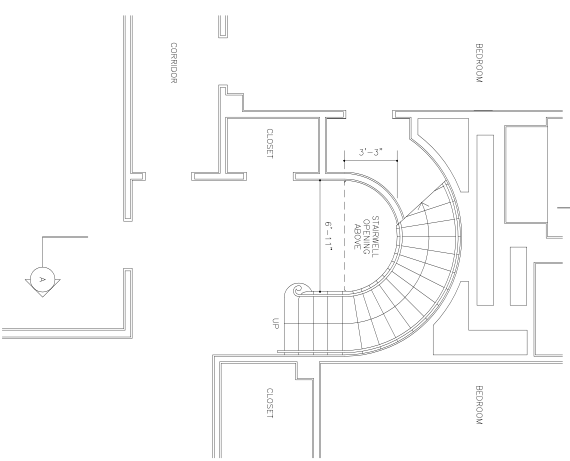 CORRIDOR
BEDROOM
CLOSET
3'-3"
STAIRWELL
OPENING
ABOVE
6'-11"
A
UP
CLOSET
BEDROOM